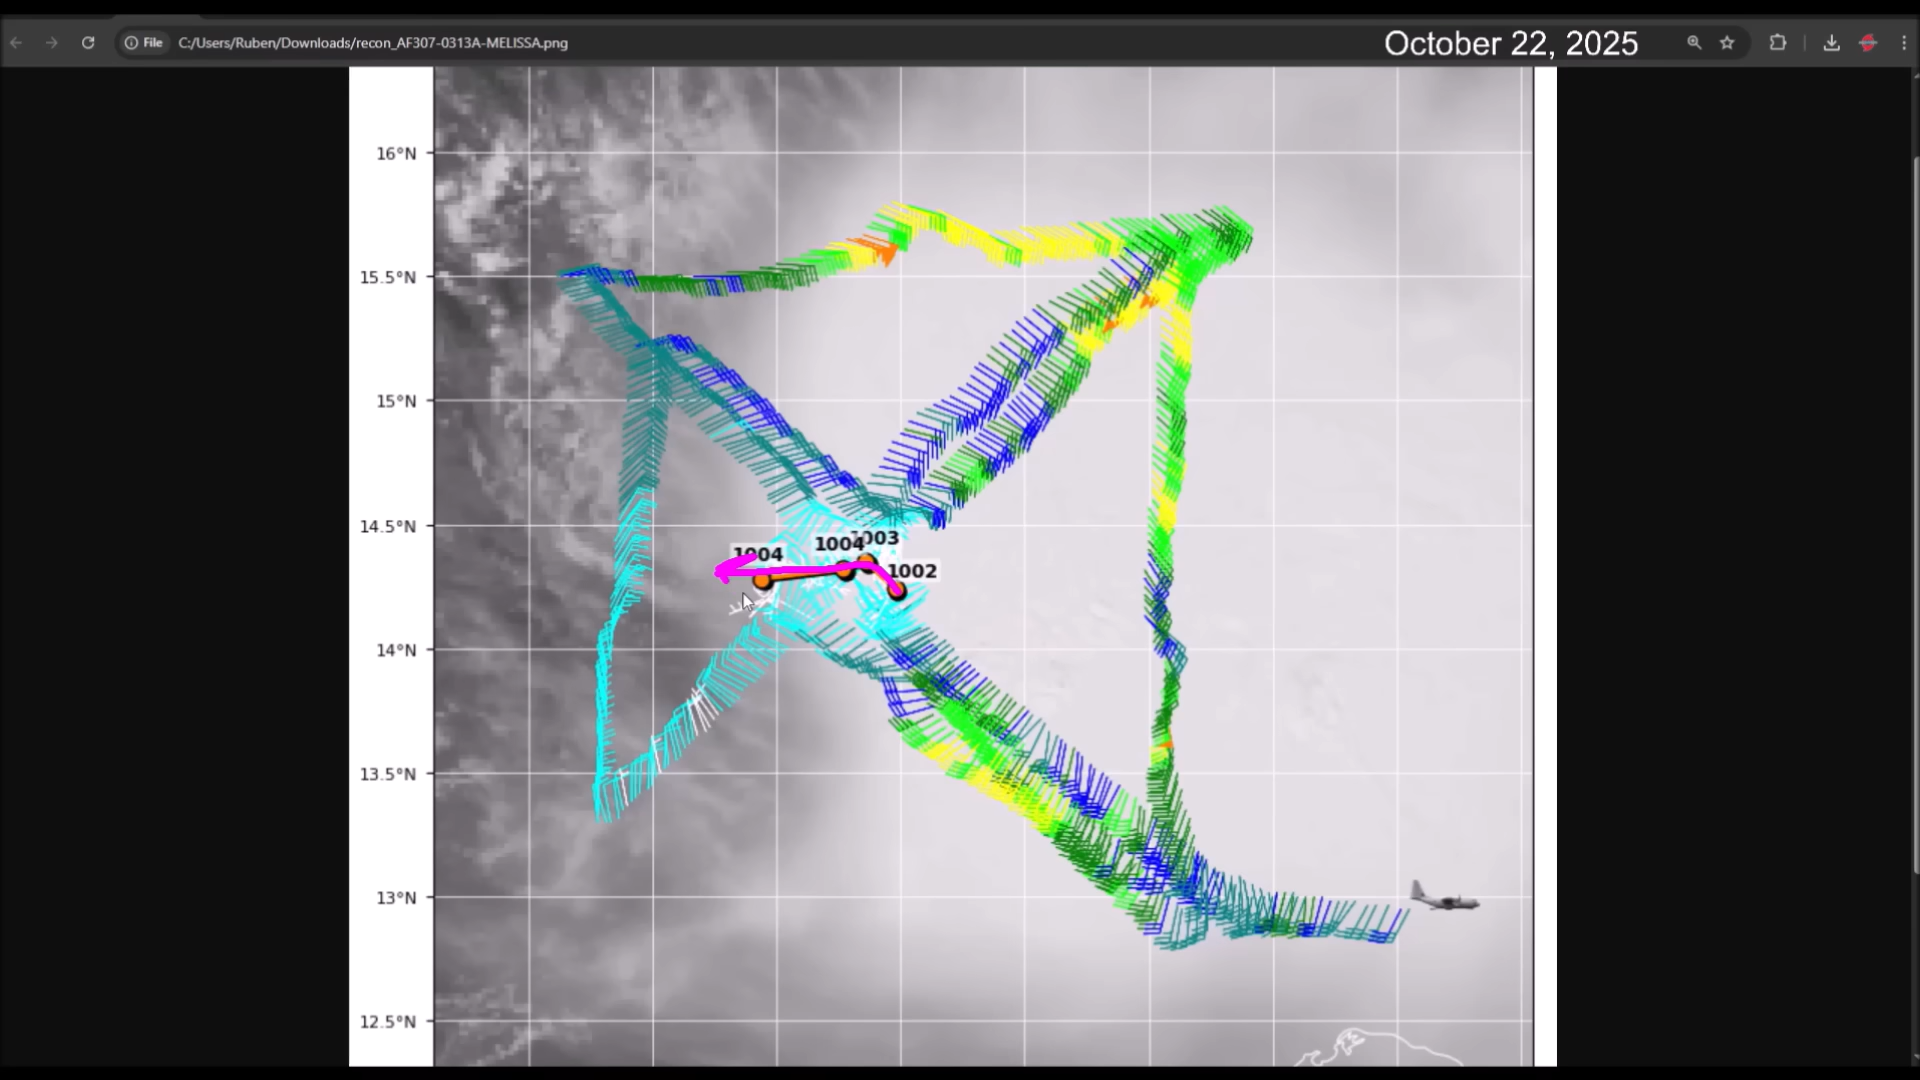 File C:/Users/Ruben/Downloads/recon_AF307-0313A-MELISSA.png
October 22, 2025
16°N
15.5°N
15°N
14.5°N
1004 1004 1003
1002
14°N
13.5°N
13°N
12.5°N